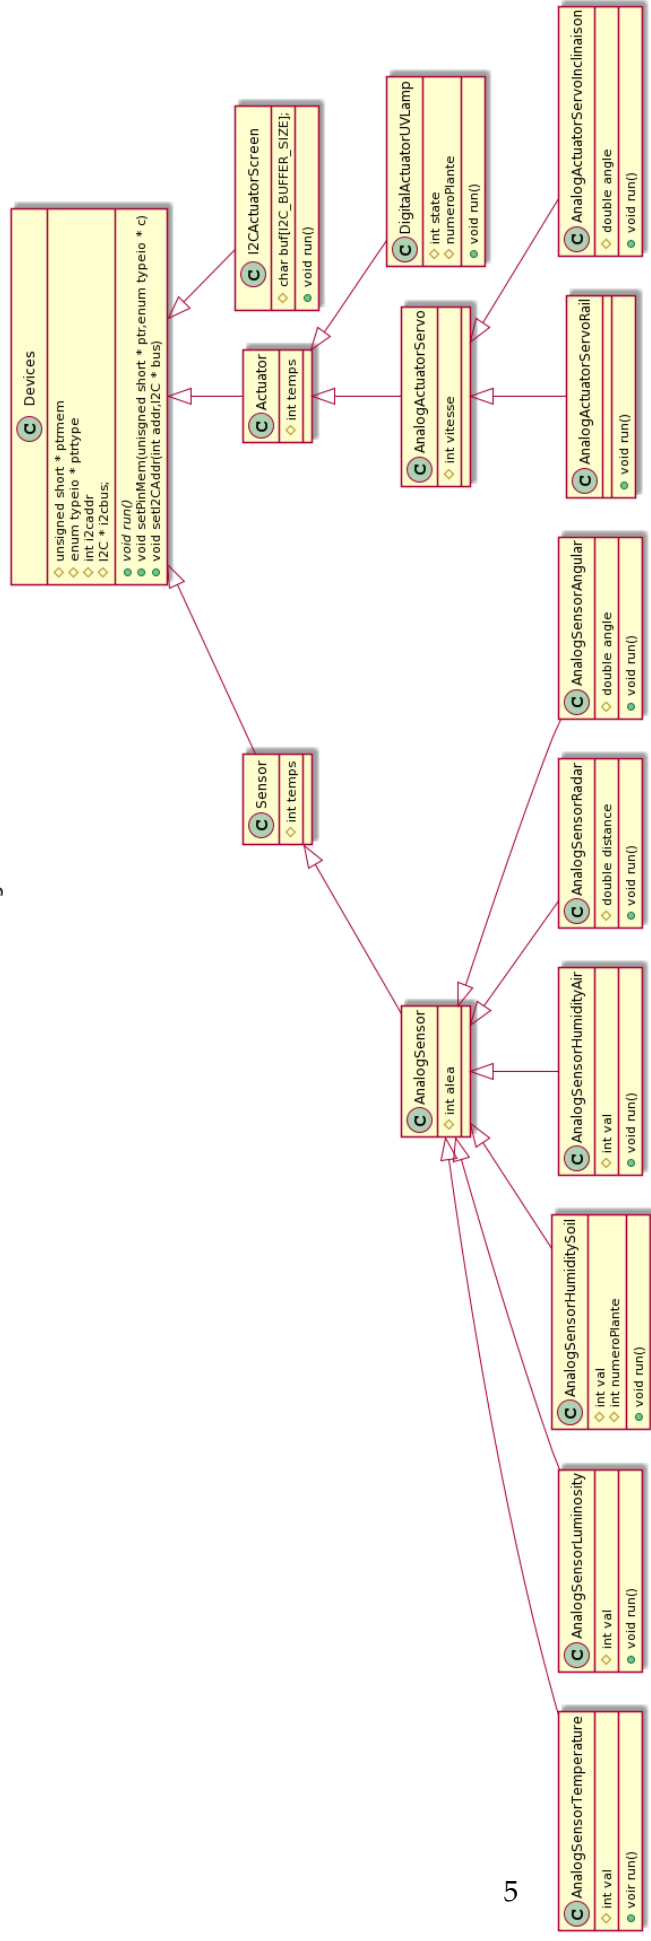 Devices
unsigned short * ptrmem
enum typeio * ptrtype
int i2caddr
I2C * i2cbus;
void run()
void setPinMem(unisgned short * ptr,enum typeio * c)
void setI2CAddr(int addr,I2C * bus)
Sensor
int temps
Actuator
int temps
I2CActuatorScreen
char buf[I2C_BUFFER_SIZE];
void run()
AnalogSensor
int alea
AnalogActuatorServo
int vitesse
DigitalActuatorUVLamp
int state
numeroPlante
void run()
AnalogSensorTemperature
int val
voir run()
AnalogSensorLuminosity
int val
void run()
AnalogSensorHumiditySoil
int val
int numeroPlante
void run()
AnalogSensorHumidityAir
int val
void run()
AnalogSensorRadar
double distance
void run()
AnalogSensorAngular
double angle
void run()
AnalogActuatorServoRail
void run()
AnalogActuatorServoInclinaison
double angle
void run()
5